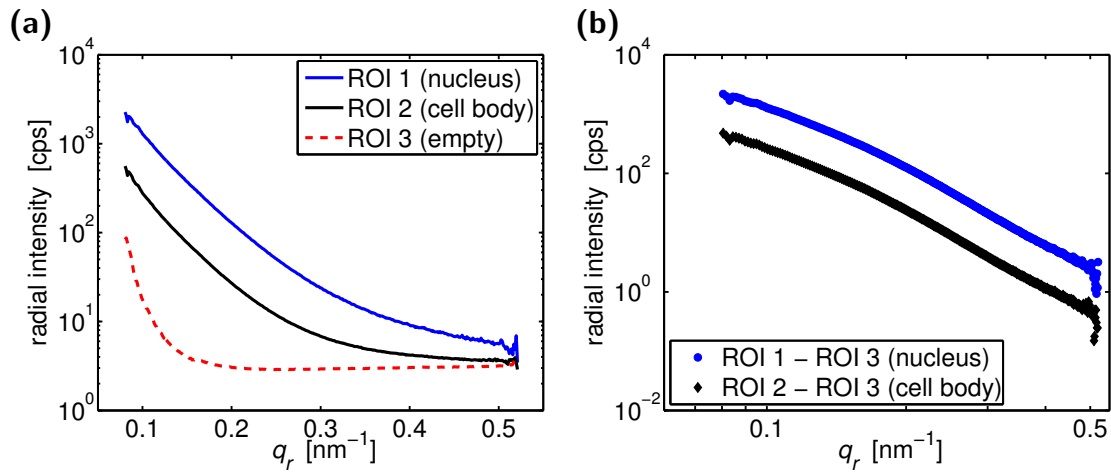 (a)
radial intensity [cps]
10^4
10^3
10^2
10^1
10^0
ROI 1 (nucleus)
ROI 2 (cell body)
ROI 3 (empty)
0.1 0.2 0.3 0.4 0.5
q_r [nm^−1]
(b)
radial intensity [cps]
10^4
10^2
10^0
10^−2
ROI 1 − ROI 3 (nucleus)
ROI 2 − ROI 3 (cell body)
0.1 0.5
q_r [nm^−1]